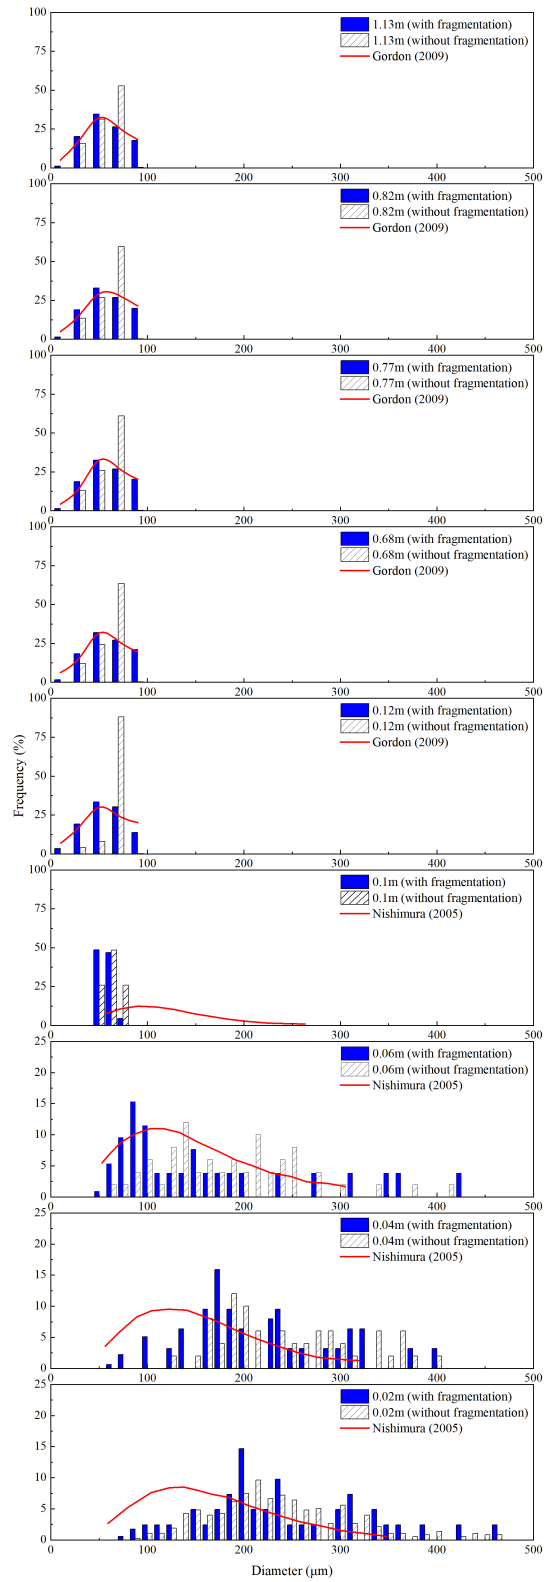 100
1.13m (with fragmentation)
1.13m (without fragmentation)
75
Gordon (2009)
50
25
0
0 100 200 300 400 500
100
0.82m (with fragmentation)
0.82m (without fragmentation)
75
Gordon (2009)
50
25
0
0 100 200 300 400 500
100
0.77m (with fragmentation)
0.77m (without fragmentation)
75
Gordon (2009)
50
25
0
0 100 200 300 400 500
100
0.68m (with fragmentation)
0.68m (without fragmentation)
75
Gordon (2009)
50
25
0
0 100 200 300 400 500
100
0.12m (with fragmentation)
0.12m (without fragmentation)
75
Gordon (2009)
50
25
0
0 100 200 300 400 500
Frequency (%)
100
0.1m (with fragmentation)
0.1m (without fragmentation)
75
Nishimura (2005)
50
25
0
0 100 200 300 400 500
25
0.06m (with fragmentation)
0.06m (without fragmentation)
20
Nishimura (2005)
15
10
5
0
0 100 200 300 400 500
25
0.04m (with fragmentation)
0.04m (without fragmentation)
20
Nishimura (2005)
15
10
5
0
0 100 200 300 400 500
25
0.02m (with fragmentation)
0.02m (without fragmentation)
20
Nishimura (2005)
15
10
5
0
0 100 200 300 400 500
Diameter (μm)